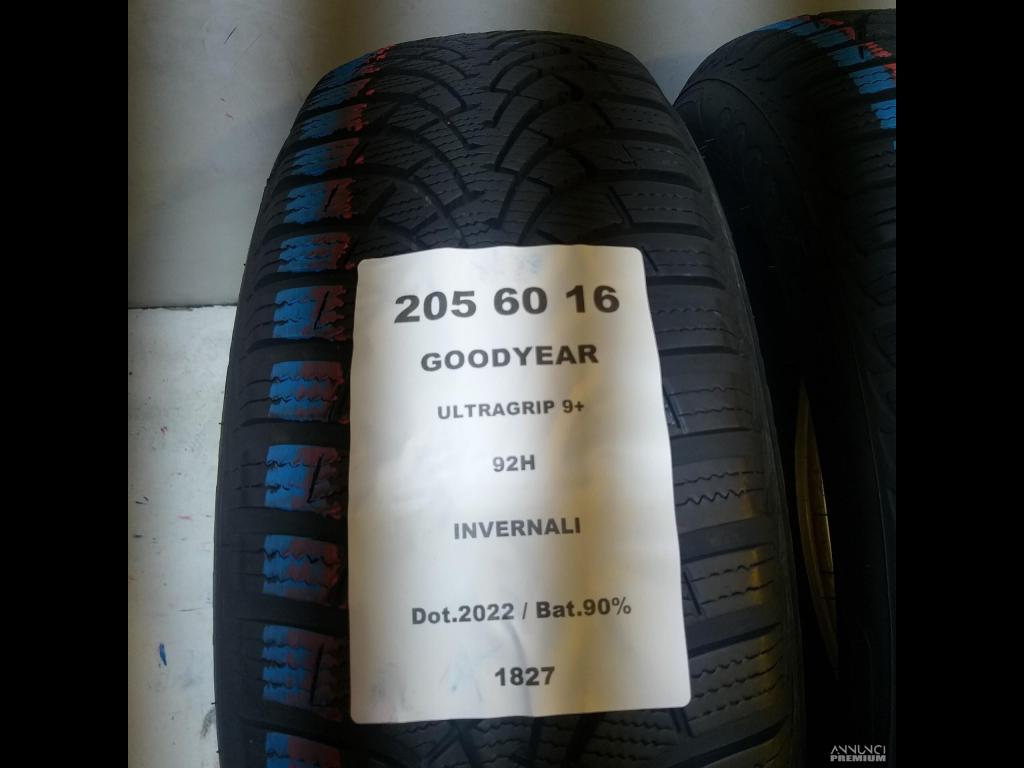 205 60 16
GOODYEAR
ULTRAGRIP 9+
92H
INVERNALI
Dot.2022 / Bat.90%
1827
ANNUNCI
PREMIUM